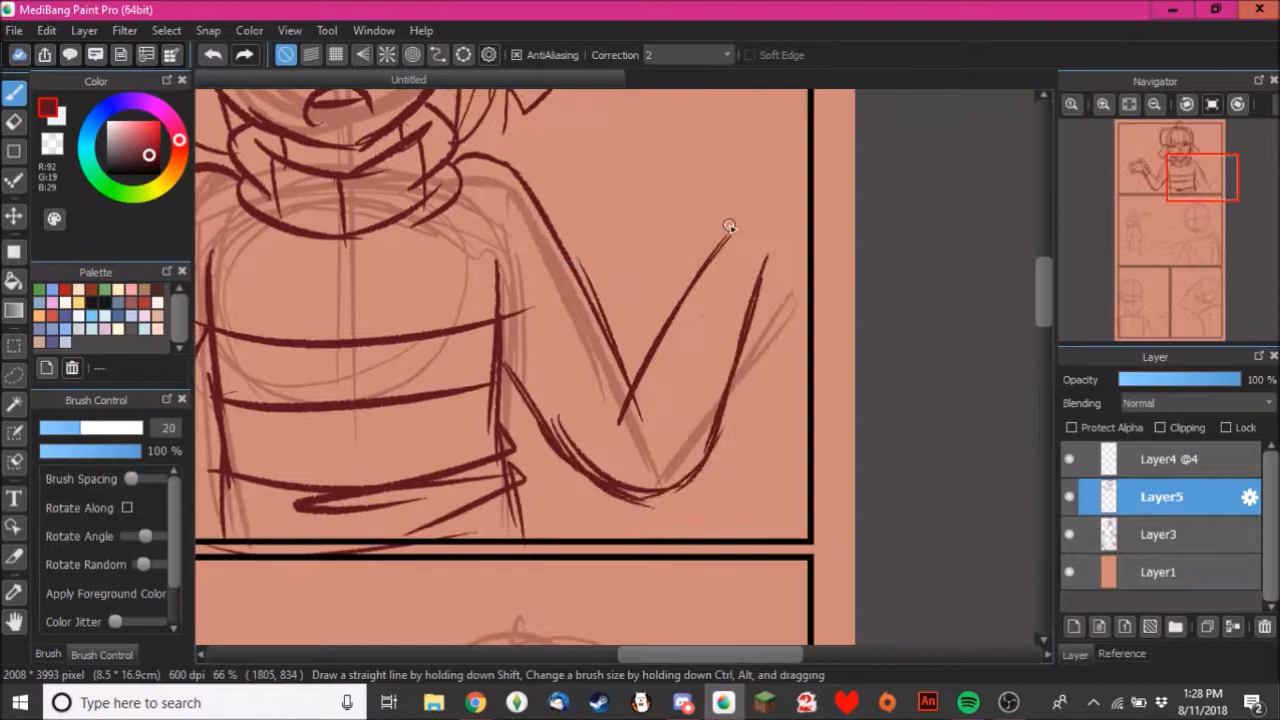 MediBang Paint Pro (64bit)
File Edit Layer Filter Select Snap Color View Tool Window Help
AntiAliasing Correction 2 Soft Edge
Color
Untitled
Navigator
R:92
G:19
B:29
Palette
---
Brush Control
20
100 %
Brush Spacing
Rotate Along
Rotate Angle
Rotate Random
Apply Foreground Color
Color Jitter
Brush Brush Control
Layer
Opacity 100 %
Blending Normal
Protect Alpha Clipping Lock
Layer4 @4
Layer5
Layer3
Layer1
Layer Reference
2008 * 3993 pixel (8.5 * 16.9cm) 600 dpi 66 % ( 1805, 834 ) Draw a straight line by holding down Shift, Change a brush size by holding down Ctrl, Alt, and dragging
Type here to search
An
1:28 PM
8/11/2018
2